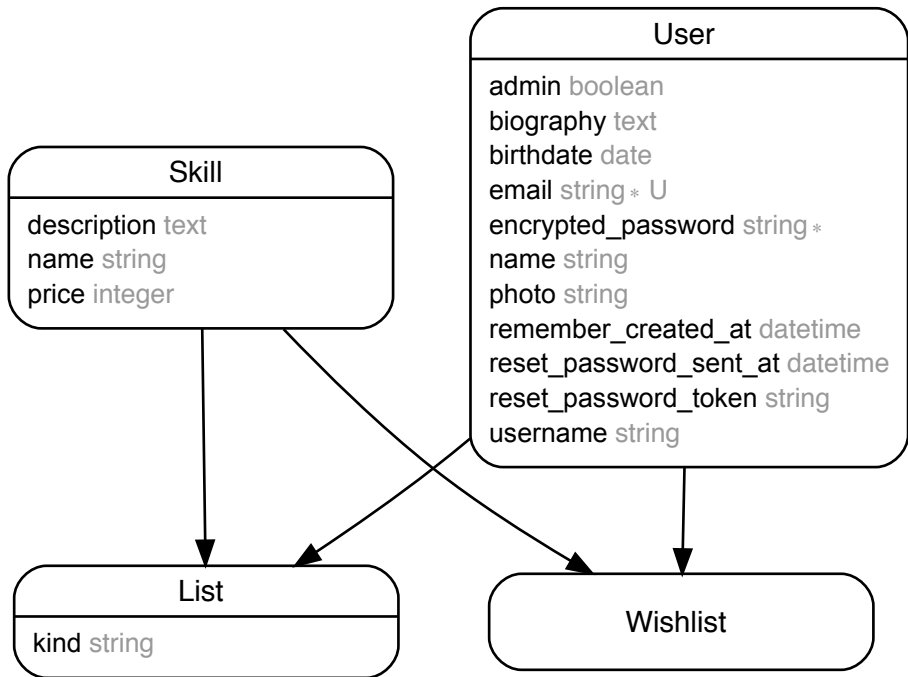 User
admin boolean
biography text
birthdate date
email string * U
encrypted_password string *
name string
photo string
remember_created_at datetime
reset_password_sent_at datetime
reset_password_token string
username string
Skill
description text
name string
price integer
List
kind string
Wishlist